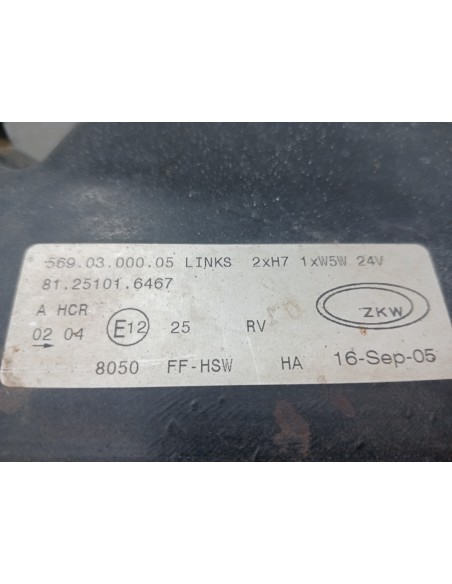 569.03.000.05 LINKS 2xH7 1xW5W 24V
81.25101.6467
A HCR
02 04 E12 25 RV ZKW
8050 FF-HSW HA 16-Sep-05